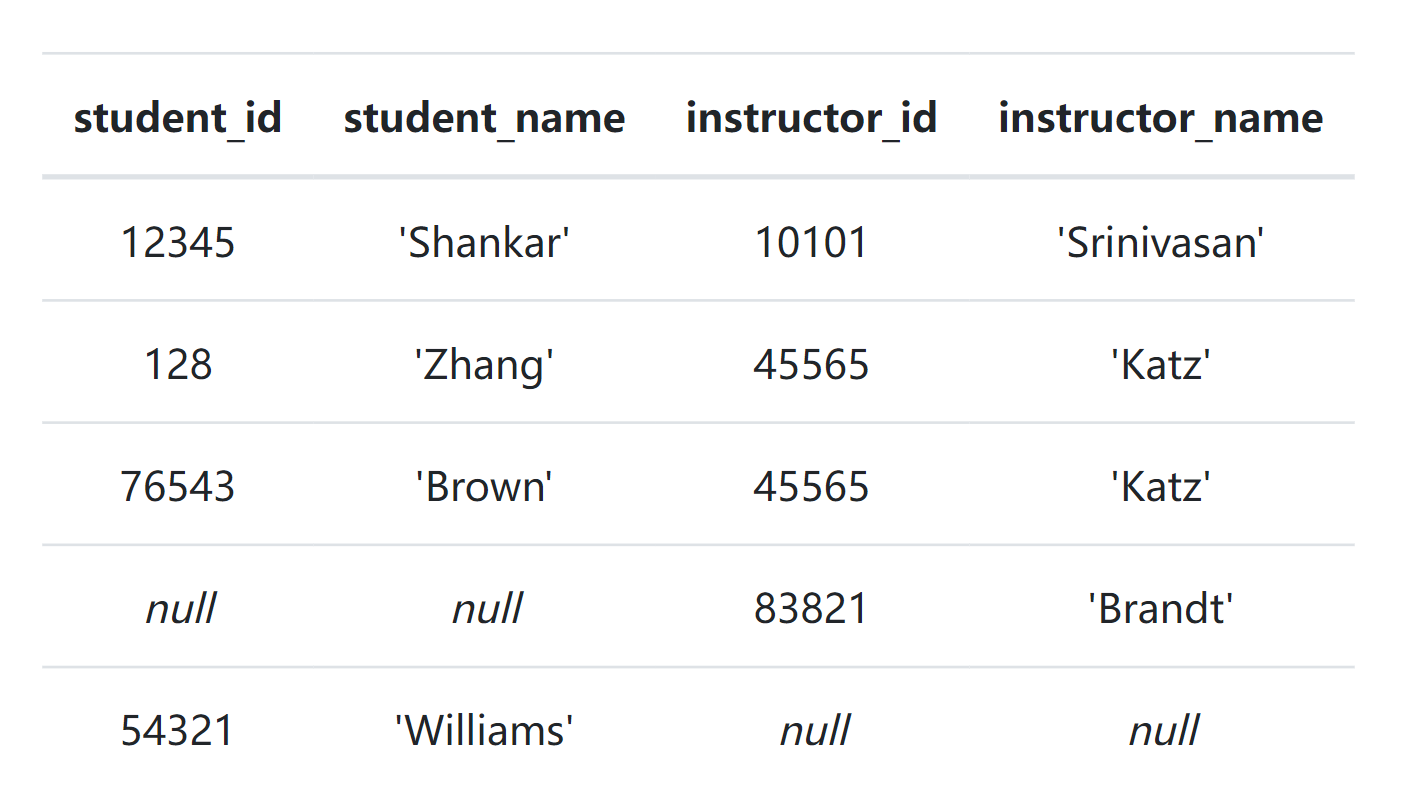 student_id student_name instructor_id instructor_name
12345 'Shankar' 10101 'Srinivasan'
128 'Zhang' 45565 'Katz'
76543 'Brown' 45565 'Katz'
null null 83821 'Brandt'
54321 'Williams' null null